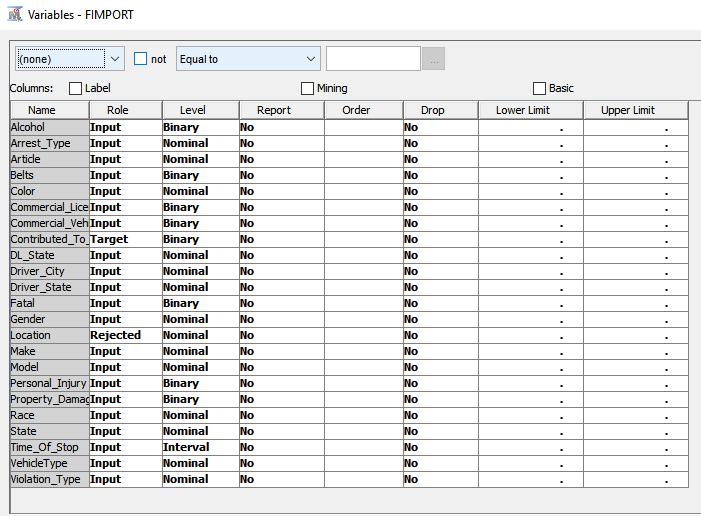 Variables - FIMPORT
(none) not Equal to ...
Columns: Label Mining Basic
Name Role Level Report Order Drop Lower Limit Upper Limit
Alcohol Input Binary No No . .
Arrest_Type Input Nominal No No . .
Article Input Nominal No No . .
Belts Input Binary No No . .
Color Input Nominal No No . .
Commercial_Lice Input Binary No No . .
Commercial_Vehi Input Binary No No . .
Contributed_To_ Target Binary No No . .
DL_State Input Nominal No No . .
Driver_City Input Nominal No No . .
Driver_State Input Nominal No No . .
Fatal Input Binary No No . .
Gender Input Nominal No No . .
Location Rejected Nominal No No . .
Make Input Nominal No No . .
Model Input Nominal No No . .
Personal_Injury Input Binary No No . .
Property_Damag Input Binary No No . .
Race Input Nominal No No . .
State Input Nominal No No . .
Time_Of_Stop Input Interval No No . .
VehicleType Input Nominal No No . .
Violation_Type Input Nominal No No . .